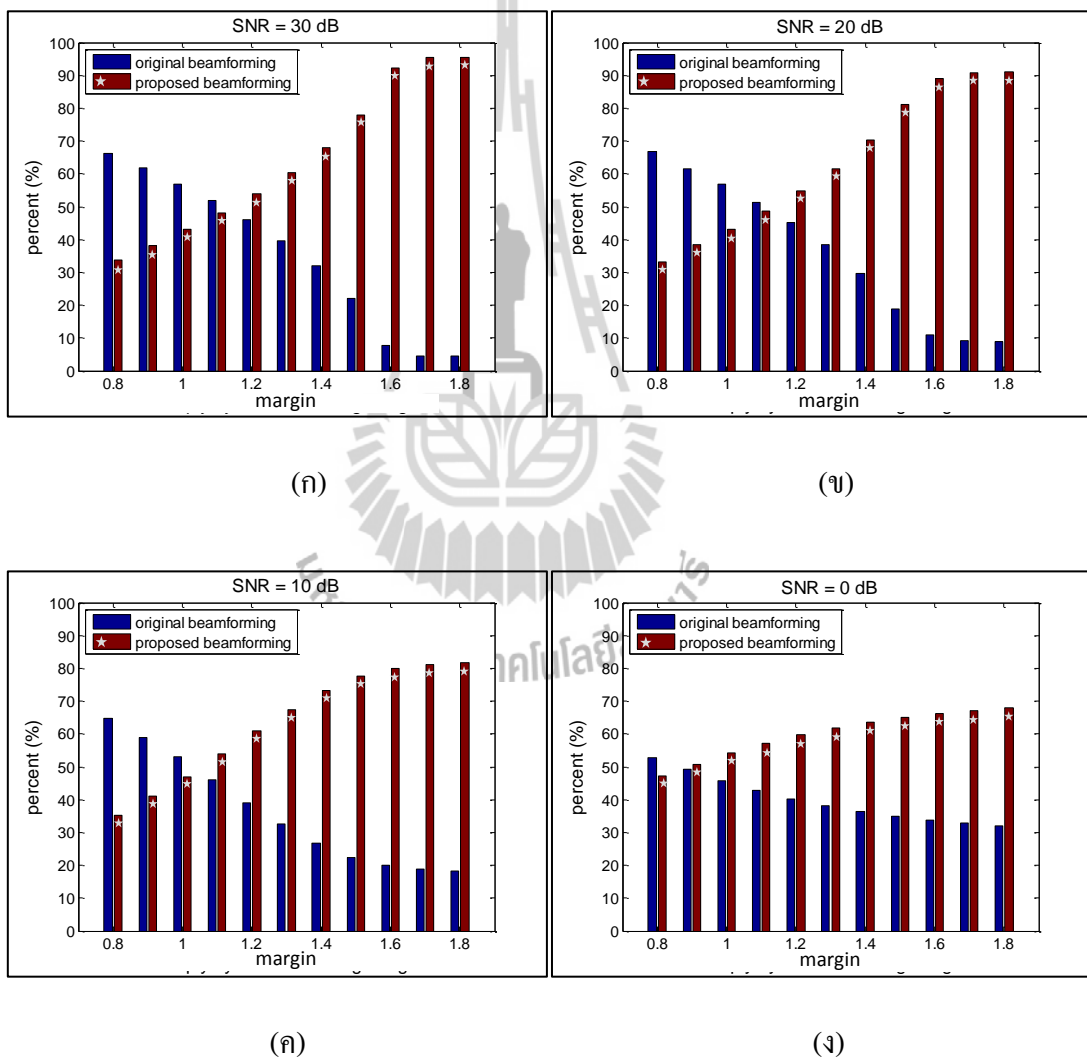 SNR = 30 dB
100
90
80
70
60
50
40
30
20
10
0
percent (%)
original beamforming
proposed beamforming
0.8 1 1.2 1.4 1.6 1.8
margin
(ก)
SNR = 20 dB
100
90
80
70
60
50
40
30
20
10
0
percent (%)
original beamforming
proposed beamforming
0.8 1 1.2 1.4 1.6 1.8
margin
(ข)
SNR = 10 dB
100
90
80
70
60
50
40
30
20
10
0
percent (%)
original beamforming
proposed beamforming
0.8 1 1.2 1.4 1.6 1.8
margin
(ค)
SNR = 0 dB
100
90
80
70
60
50
40
30
20
10
0
percent (%)
original beamforming
proposed beamforming
0.8 1 1.2 1.4 1.6 1.8
margin
(ง)